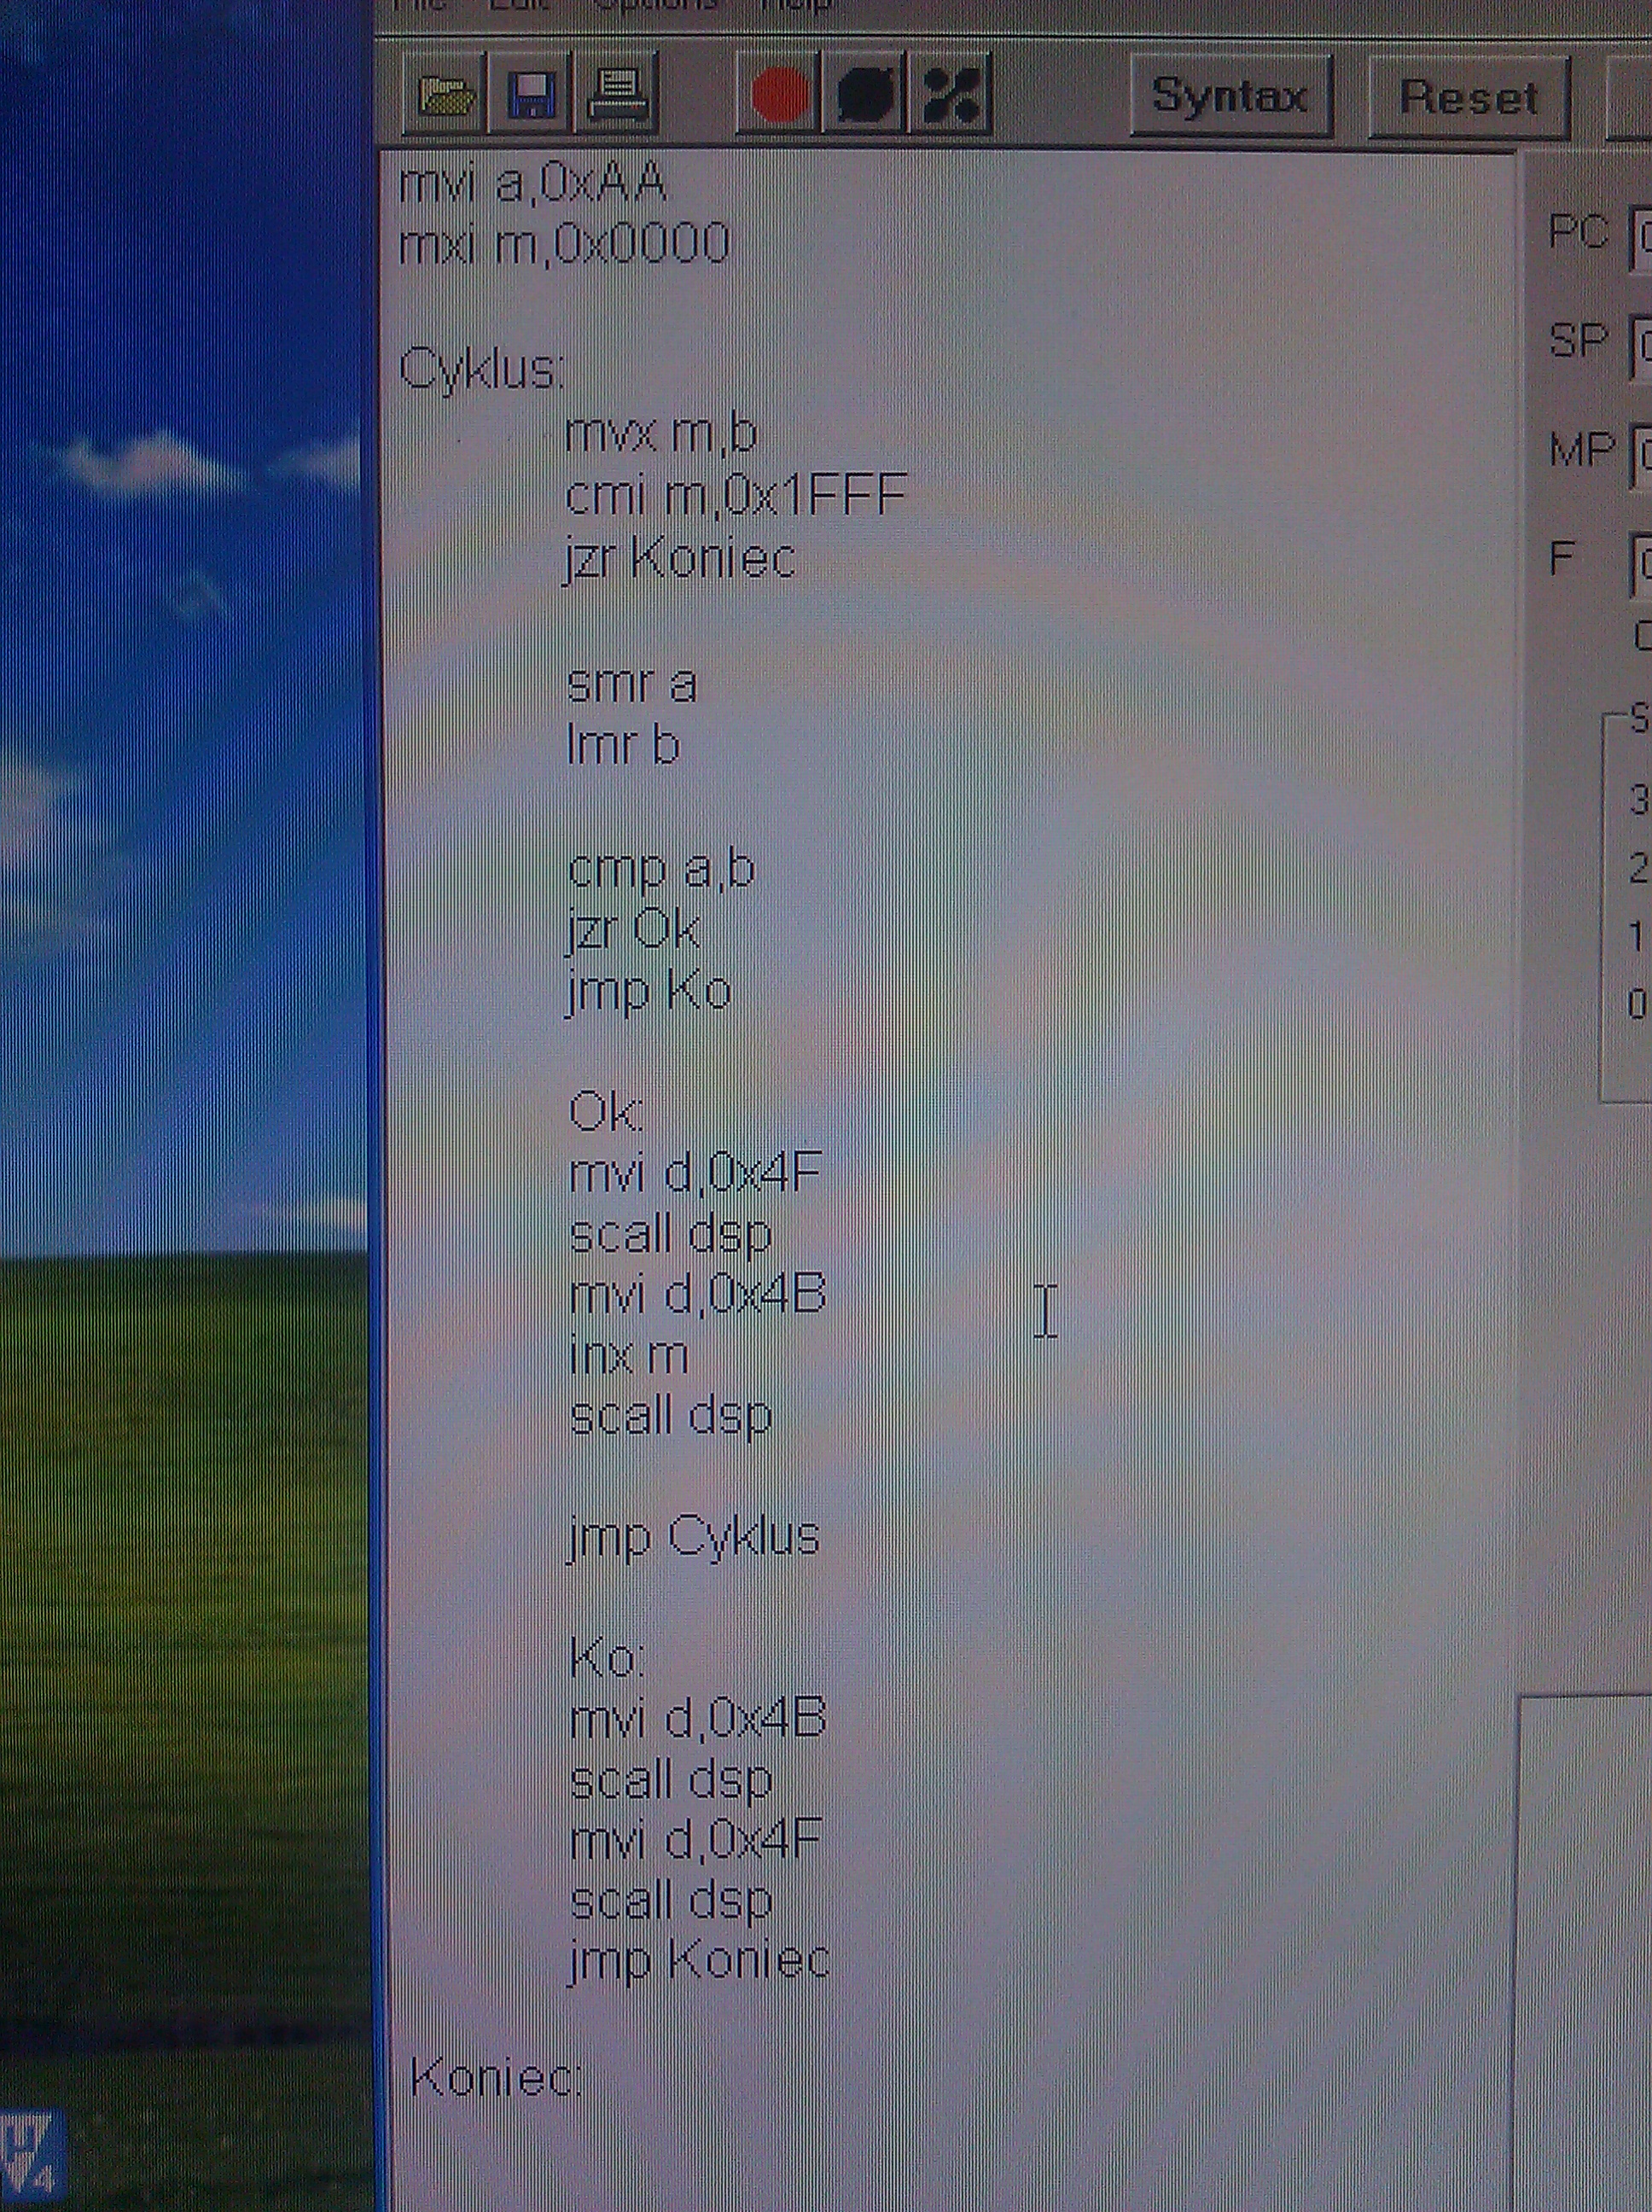 File Edit Options Help
Syntax Reset
mvi a,0xAA
mxi m,0x0000
Cyklus:
mvx m,b
cmi m,0x1FFF
jzr Koniec
smr a
lmr b
cmp a,b
jzr Ok
jmp Ko
Ok:
mvi d,0x4F
scall dsp
mvi d,0x4B
inx m
scall dsp
jmp Cyklus
Ko:
mvi d,0x4B
scall dsp
mvi d,0x4F
scall dsp
jmp Koniec
Koniec:
PC
SP
MP
F
3
2
1
0
4